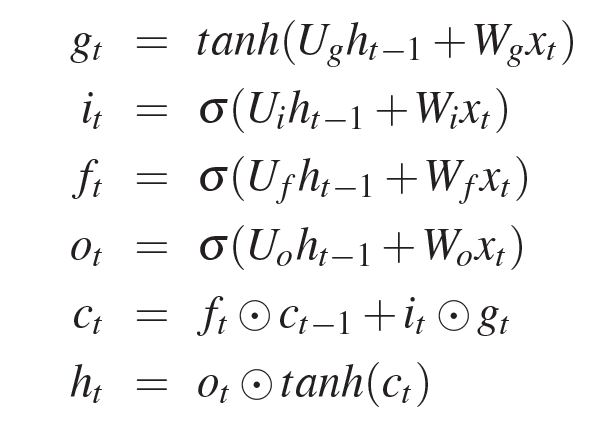 g_t = tanh(U_g h_{t−1} + W_g x_t)
i_t = σ(U_i h_{t−1} + W_i x_t)
f_t = σ(U_f h_{t−1} + W_f x_t)
o_t = σ(U_o h_{t−1} + W_o x_t)
c_t = f_t ⊙ c_{t−1} + i_t ⊙ g_t
h_t = o_t ⊙ tanh(c_t)